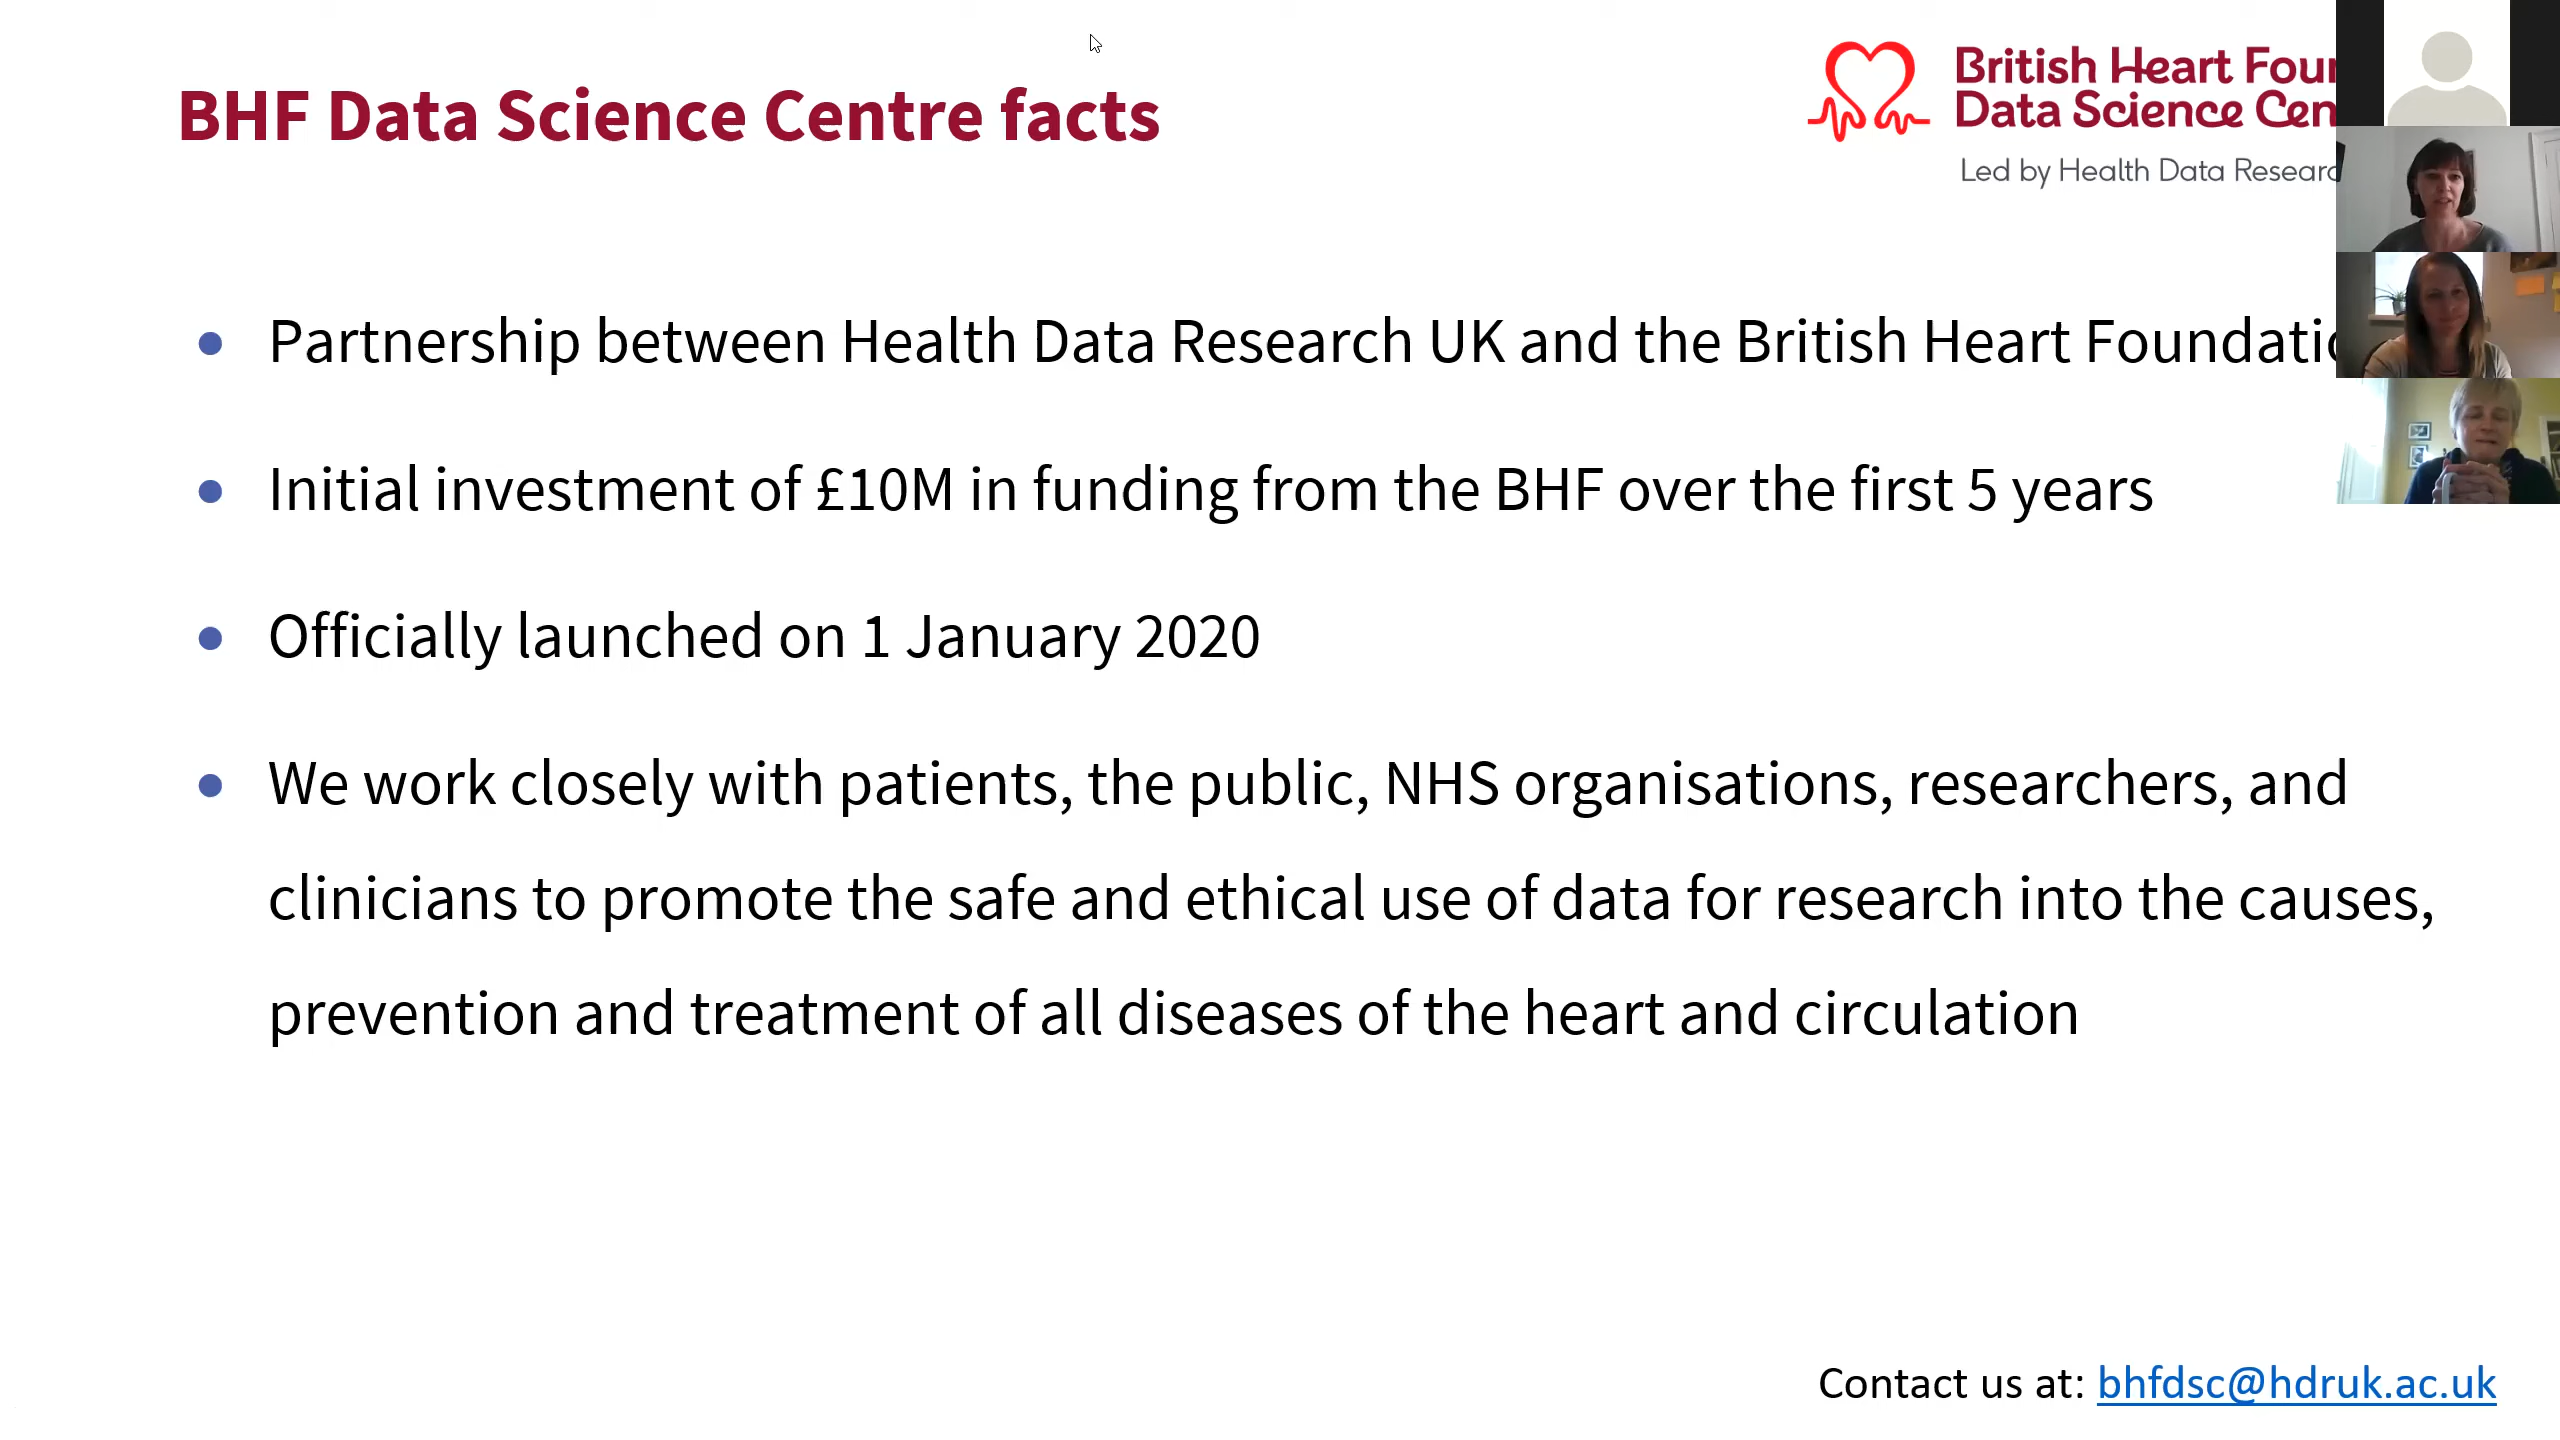 BHF Data Science Centre facts
British Heart Four
Data Science Cen
Led by Health Data Researc
Partnership between Health Data Research UK and the British Heart Foundatio
Initial investment of £10M in funding from the BHF over the first 5 years
Officially launched on 1 January 2020
We work closely with patients, the public, NHS organisations, researchers, and
clinicians to promote the safe and ethical use of data for research into the causes,
prevention and treatment of all diseases of the heart and circulation
Contact us at: bhfdsc@hdruk.ac.uk